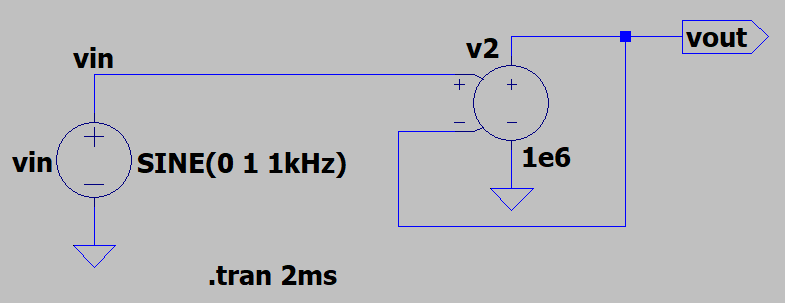 vin
v2
vout
vin
SINE(0 1 1kHz)
1e6
.tran 2ms